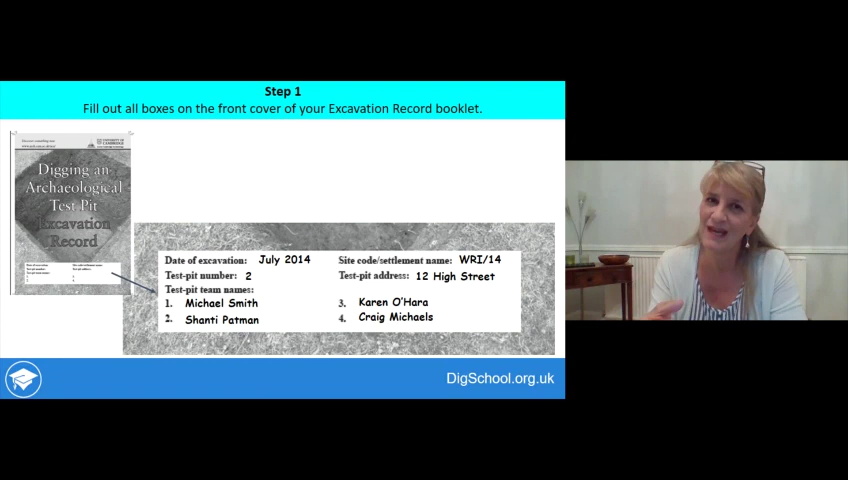 Step 1
Fill out all boxes on the front cover of your Excavation Record booklet.
UNIVERSITY OF
CAMBRIDGE
Digging an
Archaeological
Test Pit
Excavation
Record
Date of excavation: July 2014 Site code/settlement name: WRI/14
Test-pit number: 2 Test-pit address: 12 High Street
Test-pit team names:
1. Michael Smith 3. Karen O'Hara
2. Shanti Patman 4. Craig Michaels
DigSchool.org.uk